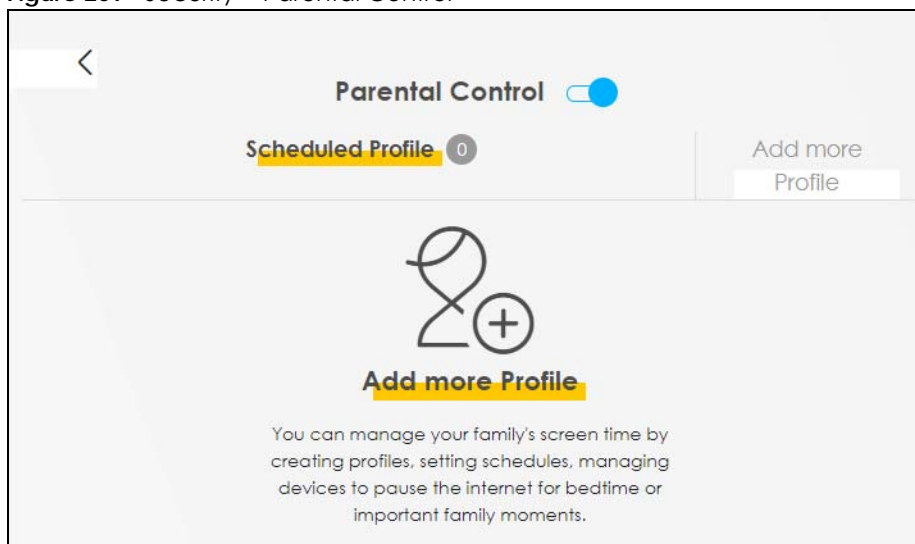 Parental Control
Scheduled Profile 0
Add more
Profile
Add more Profile
You can manage your family's screen time by
creating profiles, setting schedules, managing
devices to pause the internet for bedtime or
important family moments.